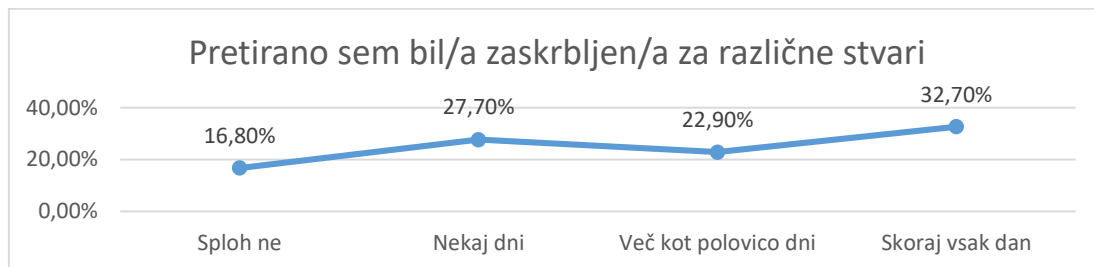 Pretirano sem bil/a zaskrbljen/a za različne stvari
40,00%
20,00%
0,00%
16,80%
27,70%
22,90%
32,70%
Sploh ne
Nekaj dni
Več kot polovico dni
Skoraj vsak dan